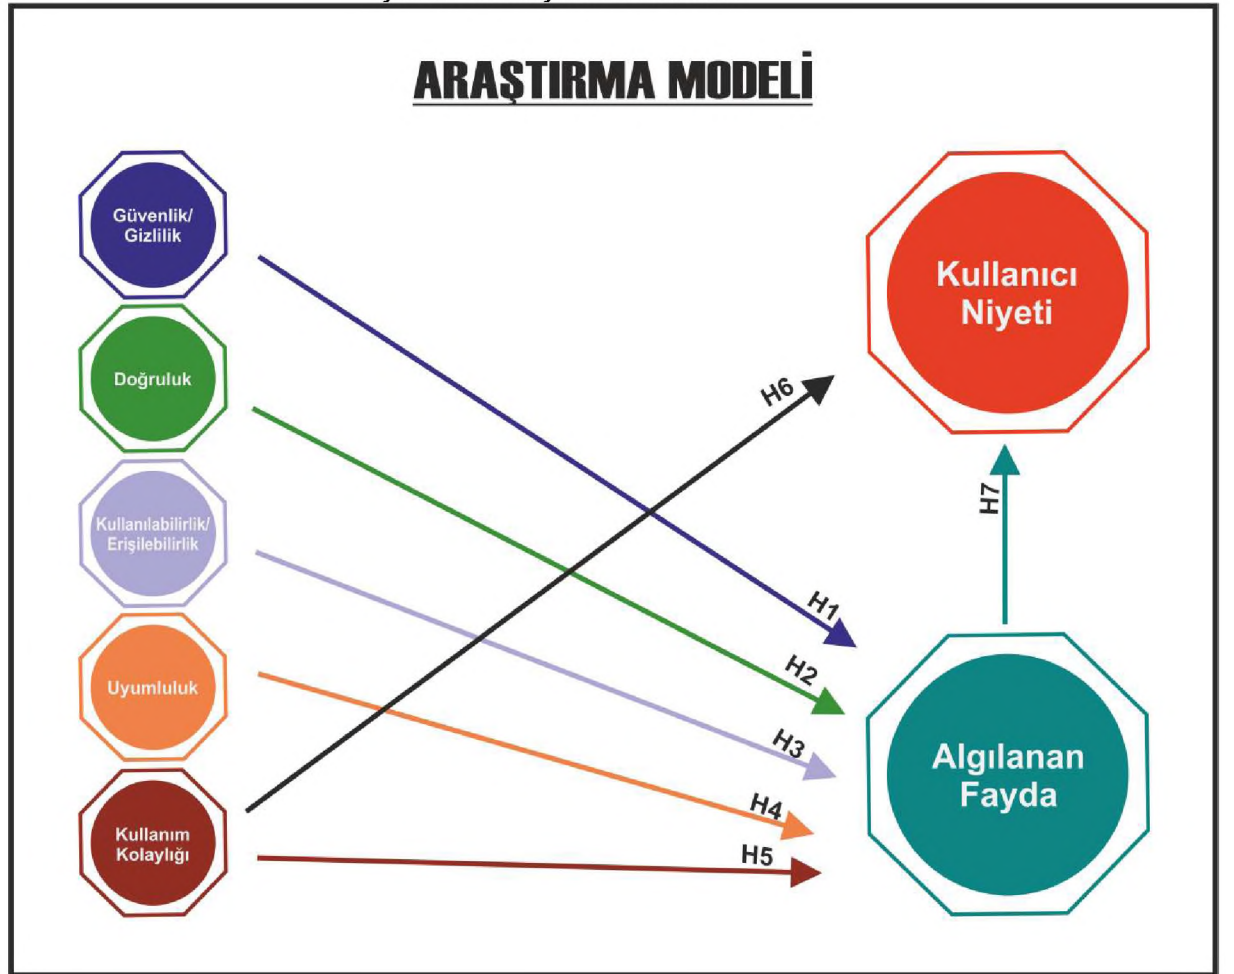 ARAŞTIRMA MODELİ
Güvenlik/
Gizlilik
Doğruluk
Kullanılabilirlik/
Erişilebilirlik
Uyumluluk
Kullanım
Kolaylığı
H6
H1
H2
H3
H4
H5
H7
Kullanıcı
Niyeti
Algılanan
Fayda